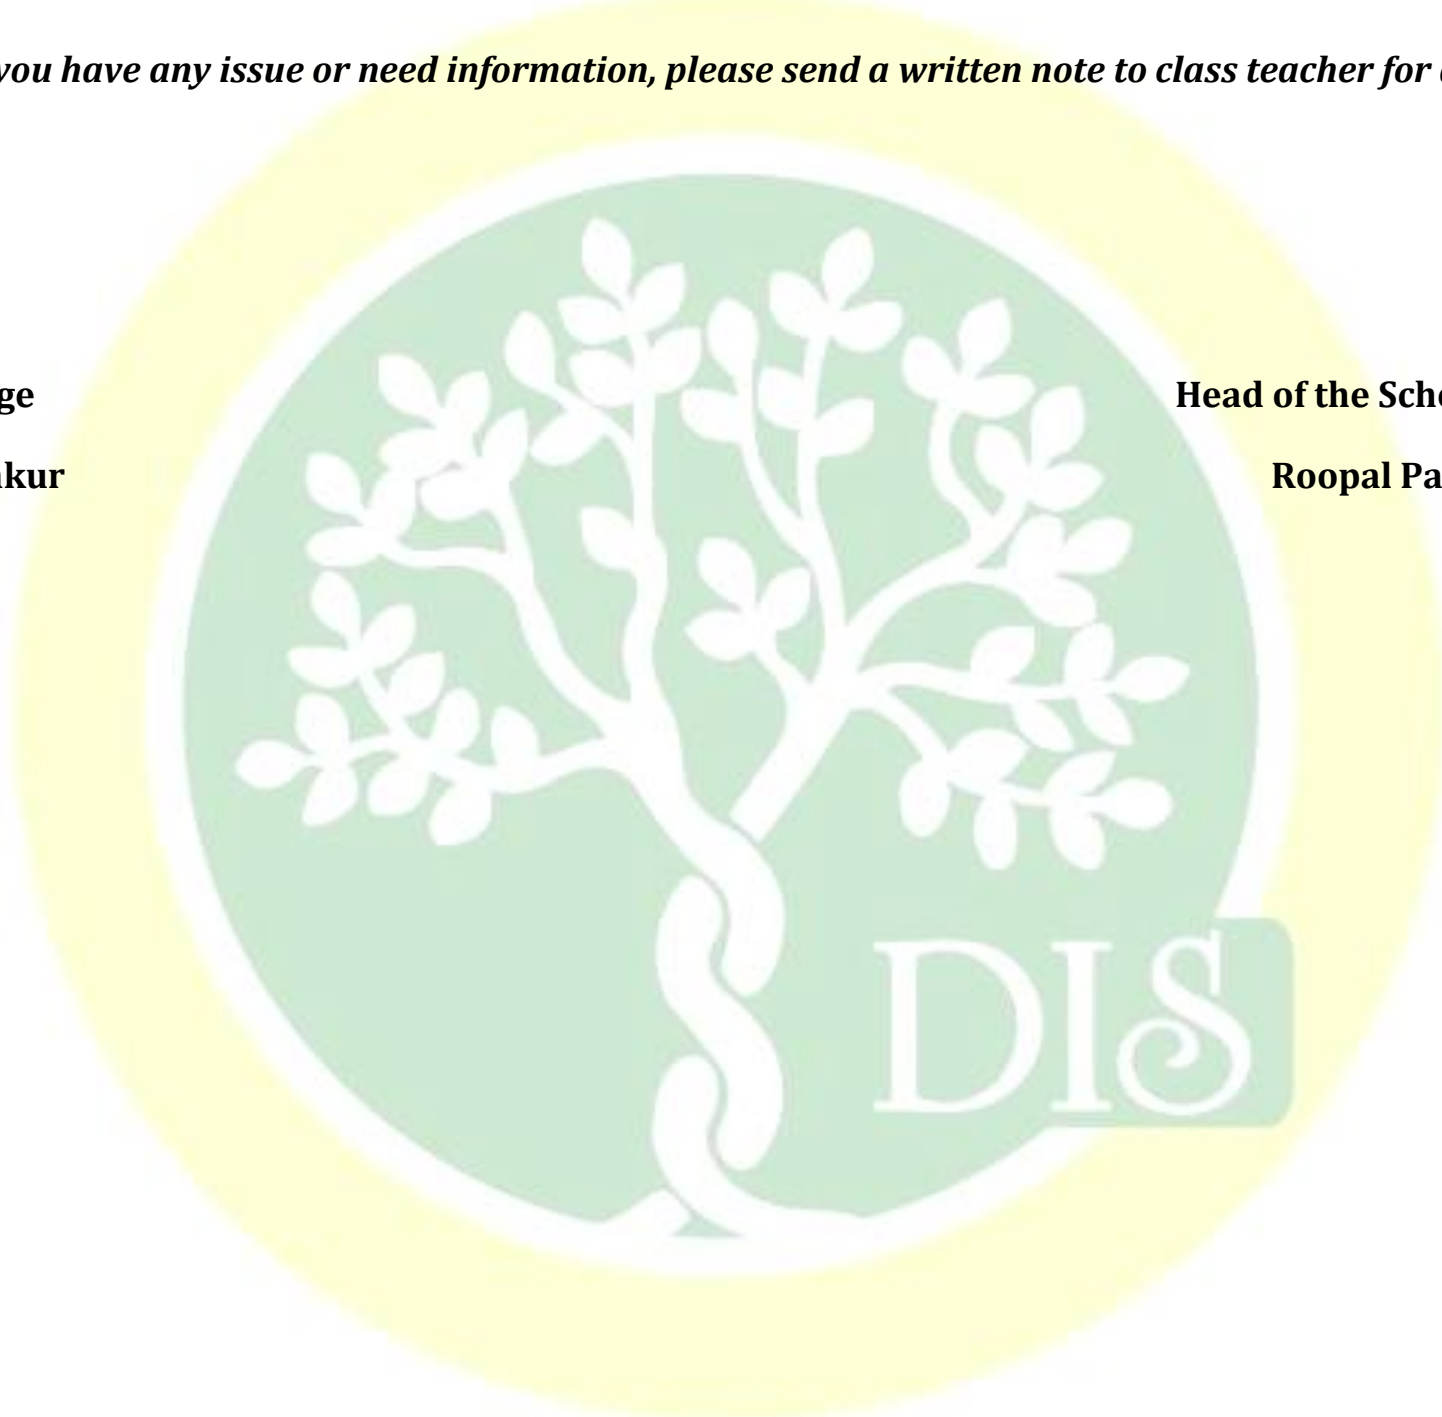 you have any issue or need information, please send a written note to class teacher for
ge Head of the Scho
kur Roopal Pa
DIS